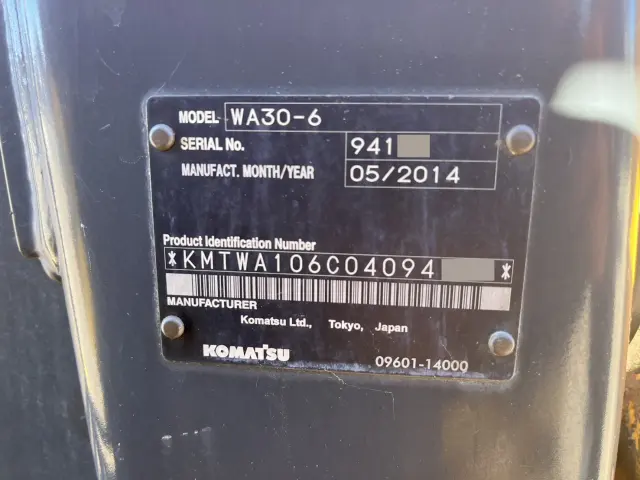 MODEL WA30-6
SERIAL No. 941
MANUFACT. MONTH/YEAR 05/2014
Product Identification Number
*KMTWA106C04094 *
MANUFACTURER
Komatsu Ltd., Tokyo, Japan
KOMATSU 09601-14000